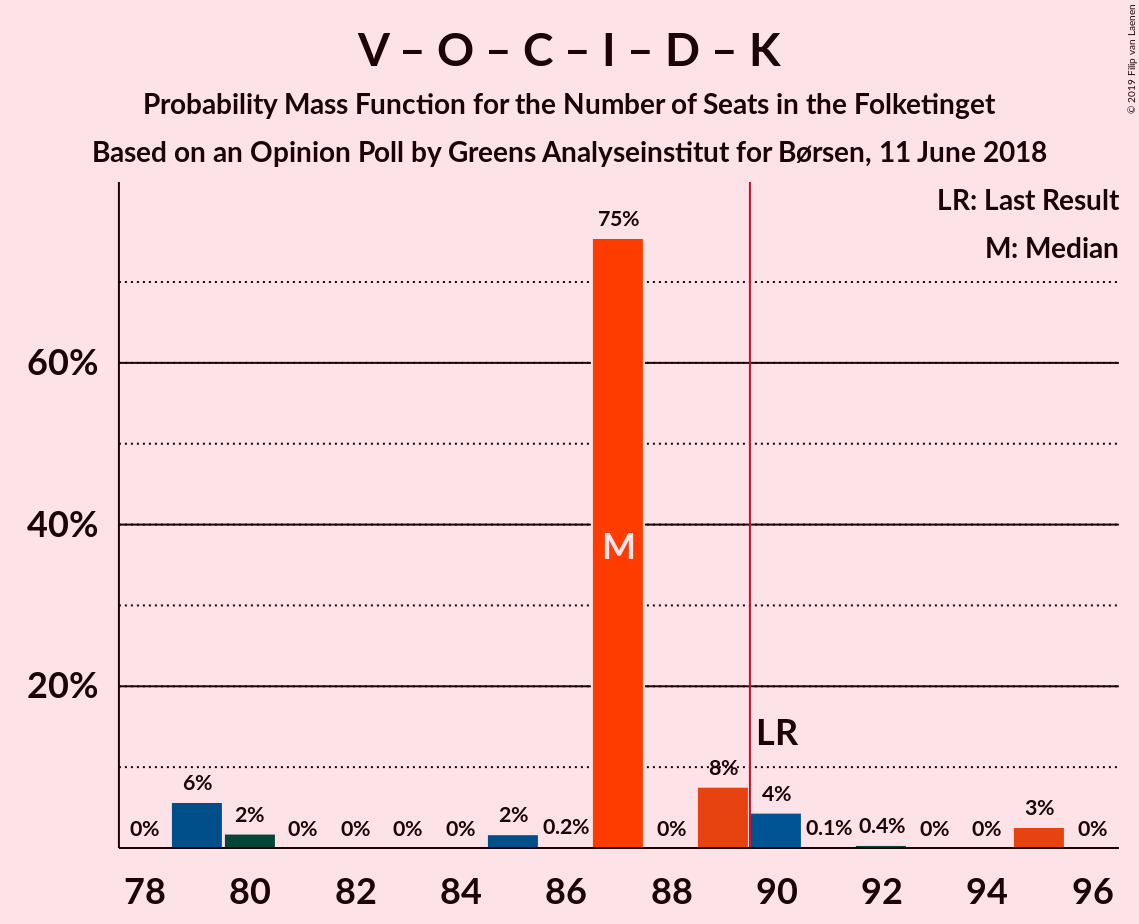 V – O – C – I – D – K
Probability Mass Function for the Number of Seats in the Folketinget
Based on an Opinion Poll by Greens Analyseinstitut for Børsen, 11 June 2018
© 2019 Filip van Laenen
LR: Last Result
M: Median
60%
40%
20%
0%
6%
2%
0%
0%
0%
0%
2%
0.2%
75%
M
0%
8%
LR
4%
0.1%
0.4%
0%
0%
3%
0%
78 80 82 84 86 88 90 92 94 96